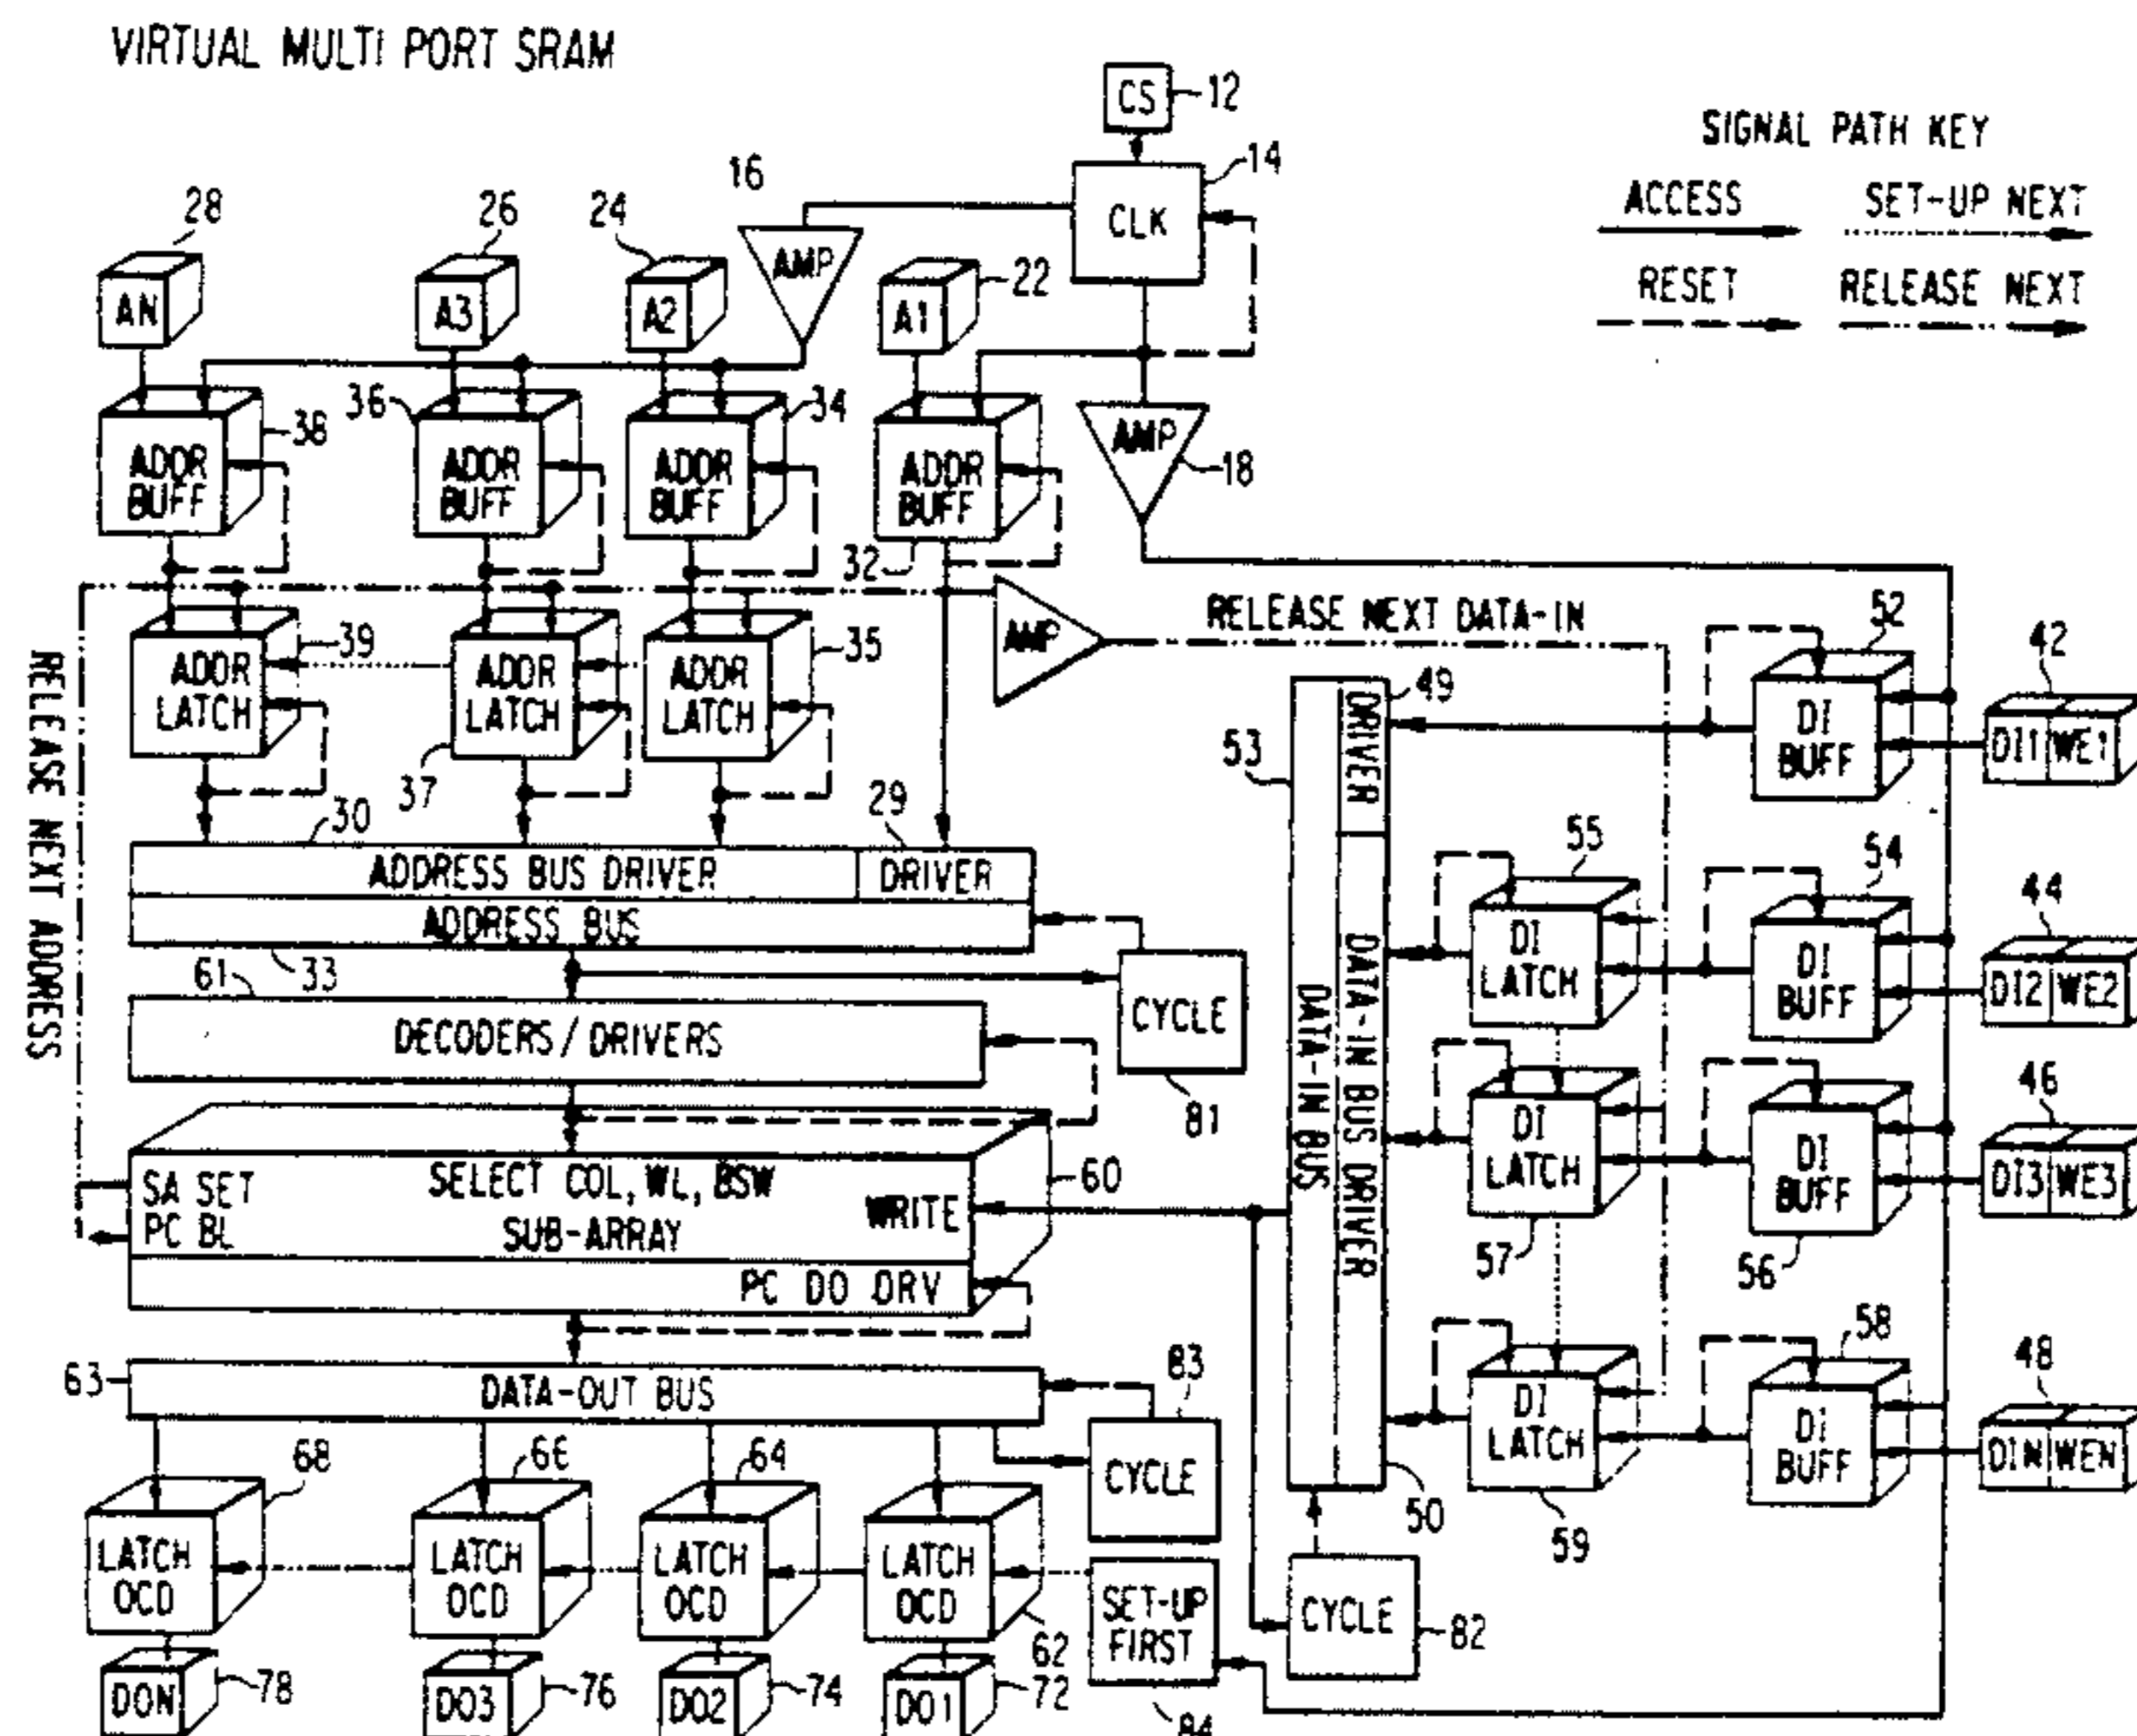 VIRTUAL MULTI PORT SRAM
CS
12
SIGNAL PATH KEY
14
16
CLK
ACCESS
SET-UP NEXT
28
26
24
AMP
22
RESET
RELEASE NEXT
AN
A3
A2
A1
36
34
AMP
38
18
ADDR
BUFF
ADDR
BUFF
ADDR
BUFF
ADDR
BUFF
32
RELEASE NEXT DATA-IN
52
AMP
42
39
35
ADDR
LATCH
ADDR
LATCH
ADDR
LATCH
49
DRIVER
DI
BUFF
DI1
WE1
53
RELEASE NEXT ADDRESS
37
30
29
55
54
ADDRESS BUS DRIVER
DRIVER
44
ADDRESS BUS
DATA-IN BUS
DATA-IN BUS DRIVER
DI
LATCH
DI
BUFF
DI2
WE2
61
33
CYCLE
DECODERS/DRIVERS
81
46
DI
LATCH
DI
BUFF
DI3
WE3
60
SA SET
PC BL
SELECT COL, WL, BSW
SUB-ARRAY
WRITE
57
56
PC DO DRV
58
63
DATA-OUT BUS
83
48
DI
LATCH
DI
BUFF
DIN
WEN
68
66
64
CYCLE
50
59
LATCH
OCD
LATCH
OCD
LATCH
OCD
LATCH
OCD
SET-UP
FIRST
CYCLE
82
62
DON
78
DO3
76
DO2
74
DO1
72
84